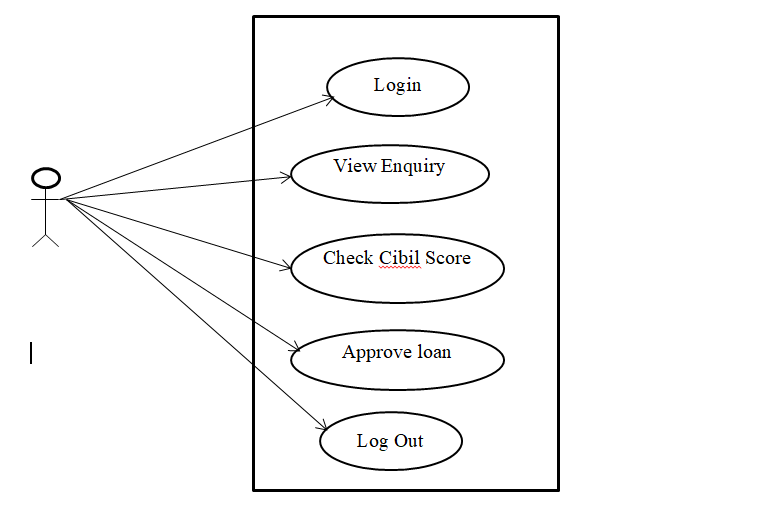 Login
View Enquiry
Check Cibil Score
Approve loan
Log Out